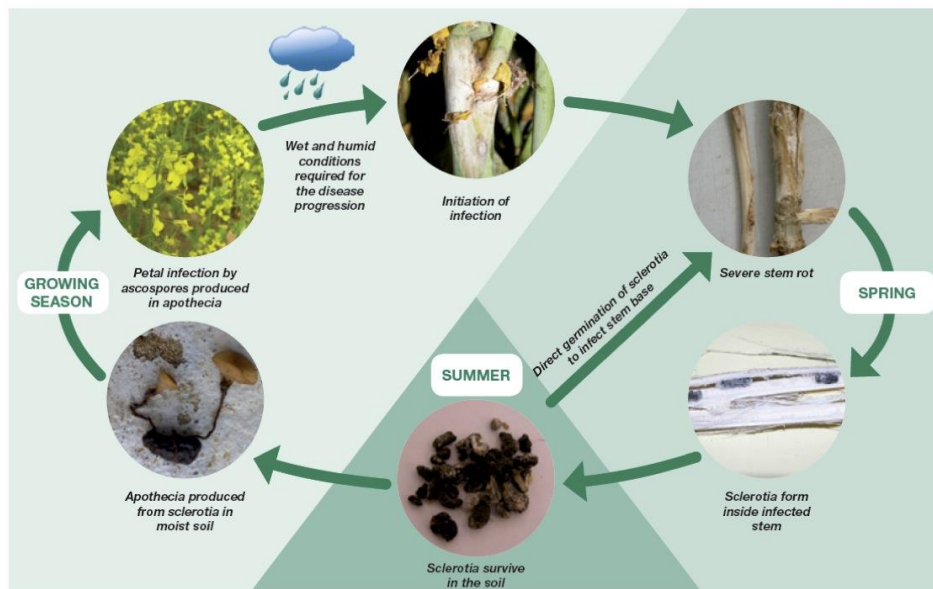 Wet and humid
conditions
required for
the disease
progression
Initiation of
infection
Severe stem rot
GROWING
SEASON
Petal infection by
ascospores produced
in apothecia
SPRING
Direct germination of sclerotia
to infect stem base
SUMMER
Apothecia produced
from sclerotia in
moist soil
Sclerotia survive
in the soil
Sclerotia form
inside infected
stem